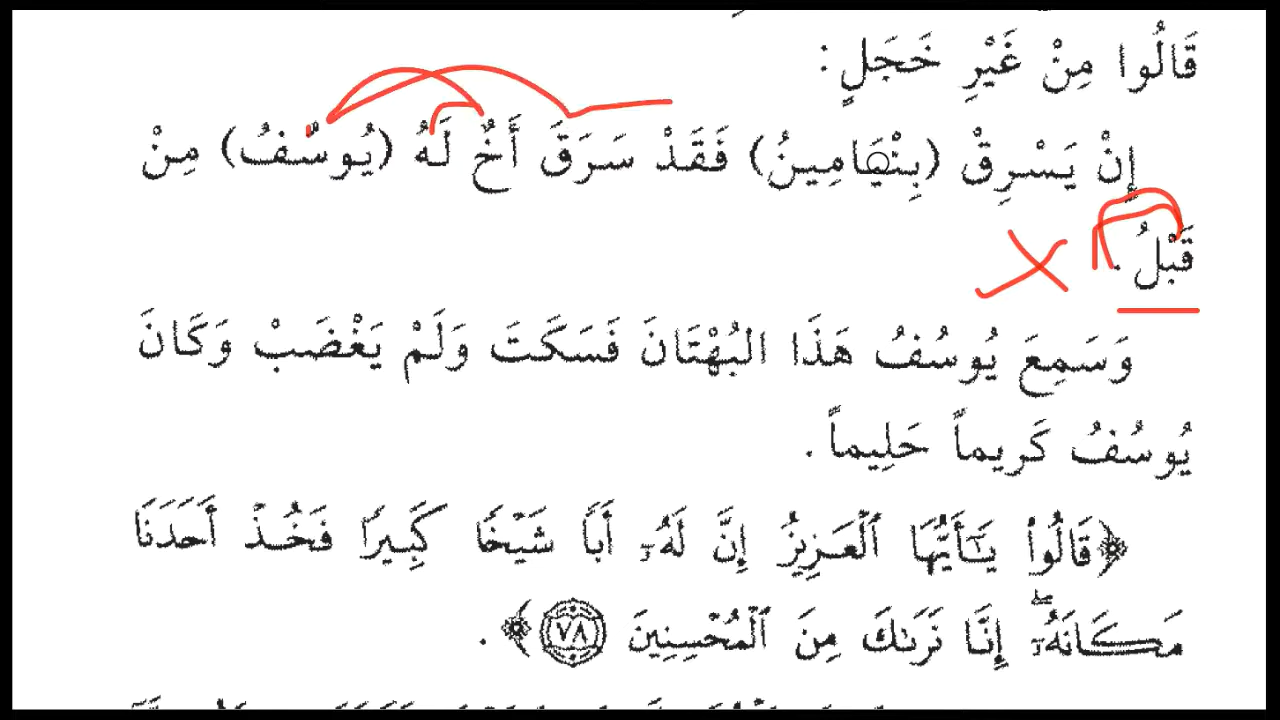 قَالُوا مِنْ غَيْرِ خَجَلٍ :
إِنْ يَسْرِقْ (بِنْيَامِينُ) فَقَدْ سَرَقَ أَخٌ لَهُ (يُوسُفُ) مِنْ
قَبْلُ .
وَسَمِعَ يُوسُفُ هَذَا البُهْتَانَ فَسَكَتَ وَلَمْ يَغْضَبْ وَكَانَ
يُوسُفُ كَرِيماً حَلِيماً .
﴿قَالُواْ يَـٰٓأَيُّهَا ٱلْعَزِيزُ إِنَّ لَهُۥٓ أَبًا شَيْخًا كَبِيرًا فَخُذْ أَحَدَنَا
مَكَانَهُۥٓ ۖ إِنَّا نَرَىٰكَ مِنَ ٱلْمُحْسِنِينَ ٧٨﴾ .